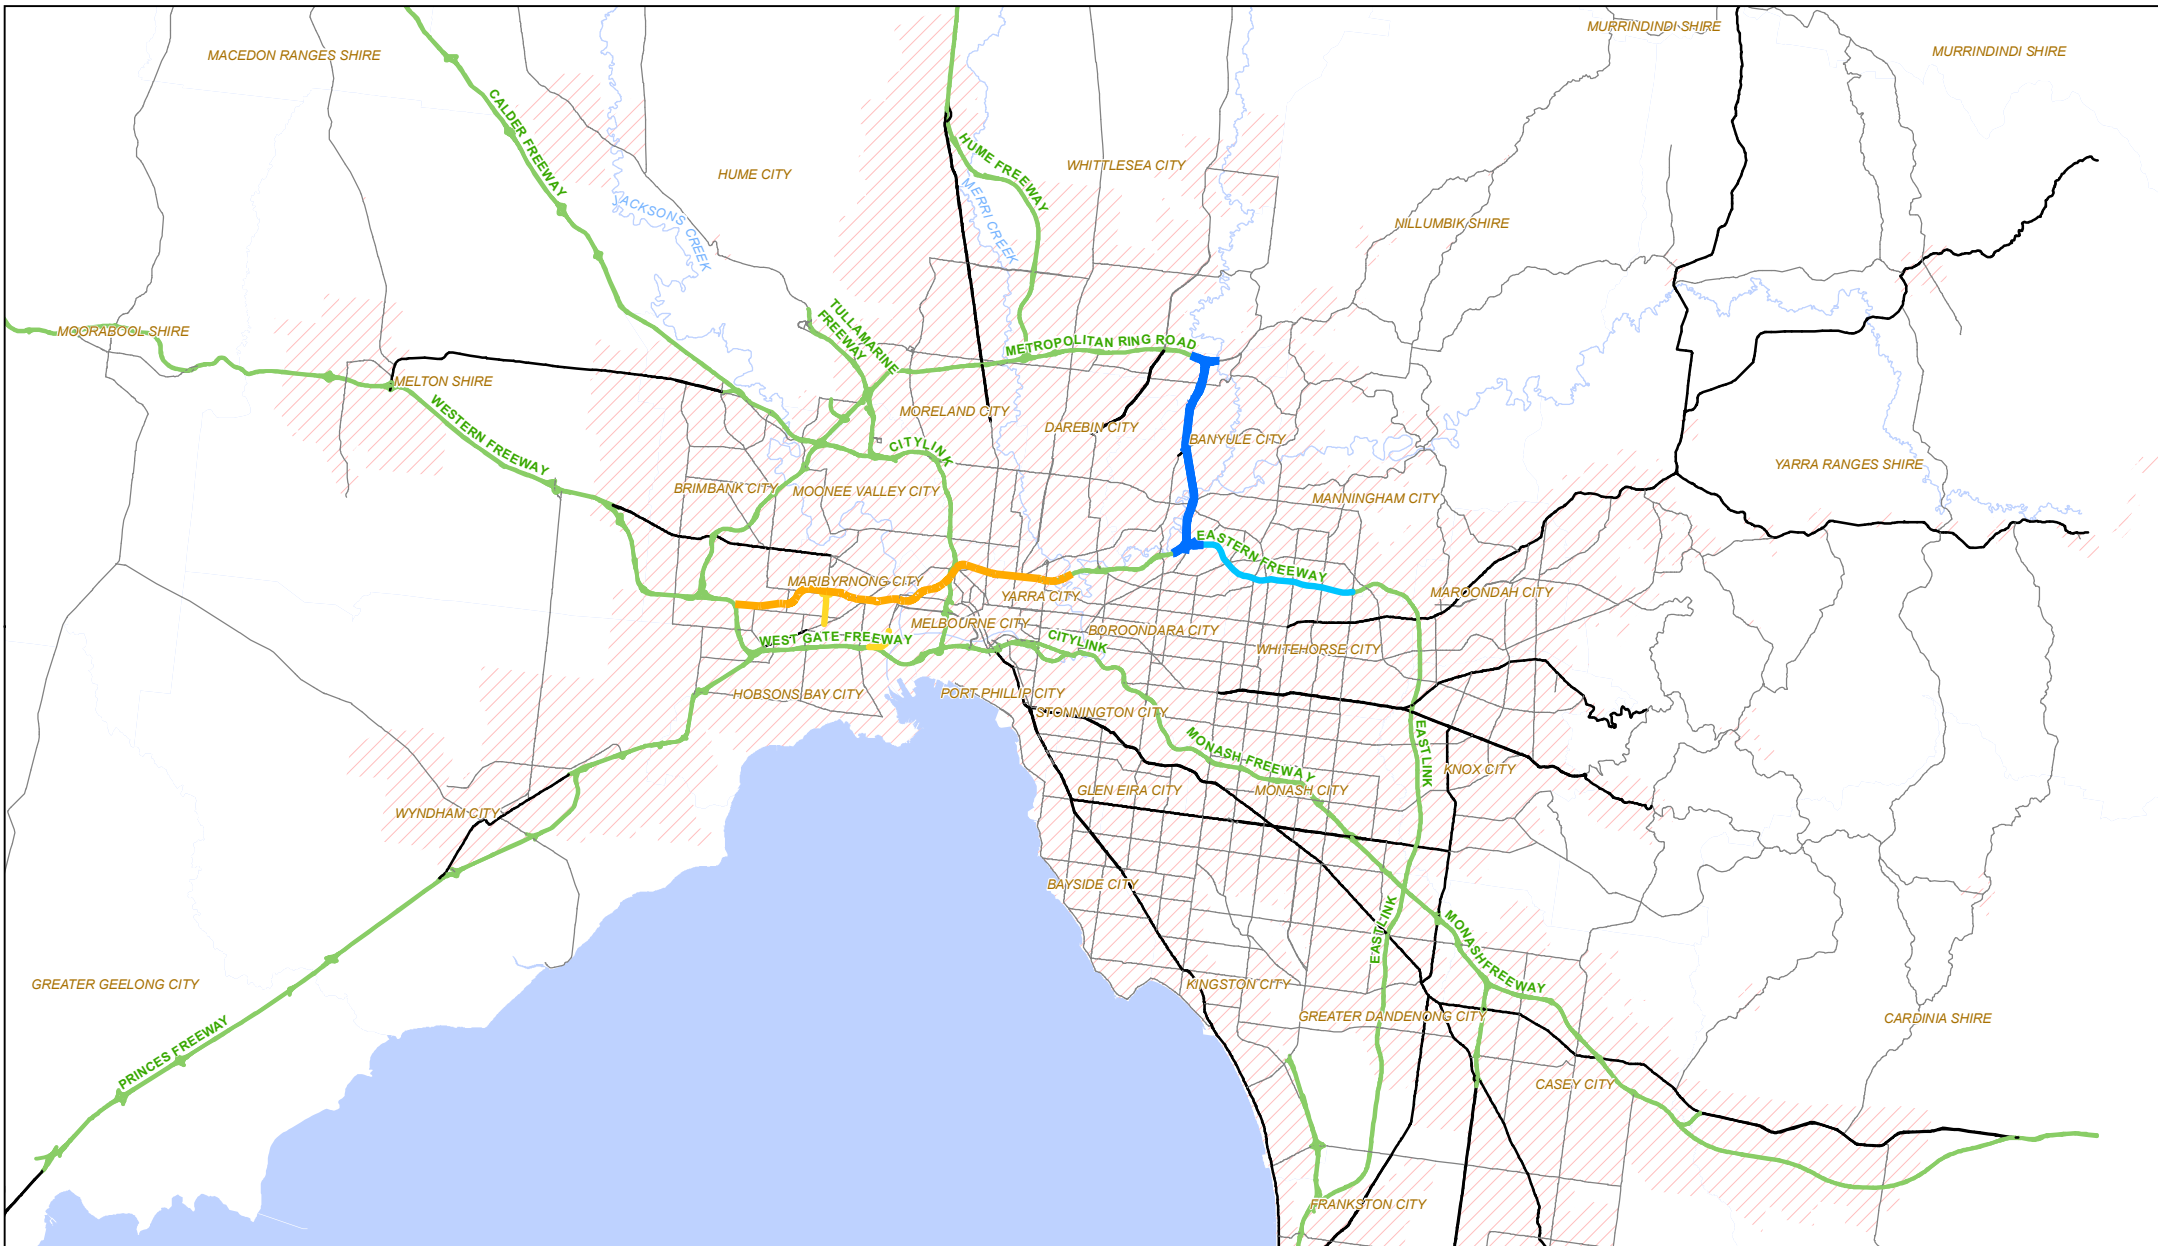 MURRINDINDI SHIRE
MURRINDINDI SHIRE
MACEDON RANGES SHIRE
CALDER FREEWAY
HUME FREEWAY
WHITTLESEA CITY
HUME CITY
MERRI CREEK
ACKSONS CREEK
NILLUMBIK SHIRE
TULLAMARINE
FREEWAY
MOORABOOL SHIRE
METROPOLITAN RING ROAD
MELTON SHIRE
WESTERN FREEWAY
MORELAND CITY
DAREBIN CITY
BANYULE CITY
CITYLINK
YARRA RANGES SHIRE
BRIMBANK CITY
MOONEE VALLEY CITY
MANNINGHAM CITY
EASTERN FREEWAY
MARIBYRNONG CITY
YARRA CITY
MAROONDAH CITY
MELBOURNE CITY
BOROONDARA CITY
WEST GATE FREEWAY
CITYLINK
WHITEHORSE CITY
HOBSONS BAY CITY
PORT PHILLIP CITY
STONNINGTON CITY
MONASH FREEWAY
EASTLINK
KNOX CITY
GLEN EIRA CITY
MONASH CITY
WYNDHAM CITY
BAYSIDE CITY
EASTLINK
MONASH FREEWAY
GREATER GEELONG CITY
KINGSTON CITY
GREATER DANDENONG CITY
CARDINIA SHIRE
PRINCES FREEWAY
CASEY CITY
FRANKSTON CITY